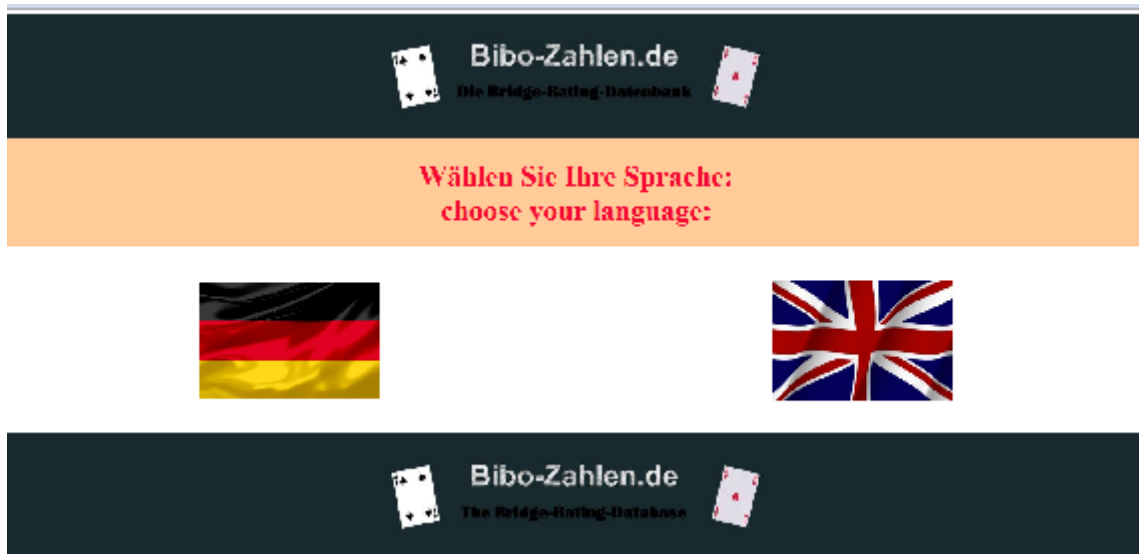 Bibo-Zahlen.de
Die Bridge-Rating-Datenbank
Wählen Sie Ihre Sprache:
choose your language:
Bibo-Zahlen.de
The Bridge-Rating-Database